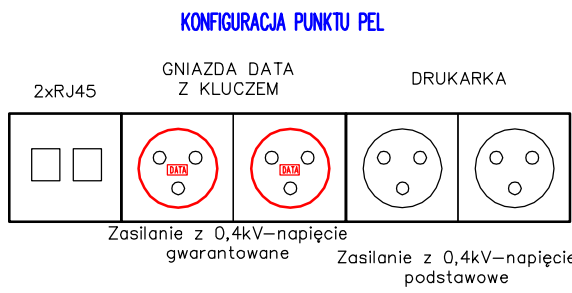 KONFIGURACJA PUNKTU PEL
2xRJ45
GNIAZDA DATA
Z KLUCZEM
DRUKARKA
DATA
DATA
Zasilanie z 0,4kV–napięcie
gwarantowane
Zasilanie z 0,4kV–napięcie
podstawowe